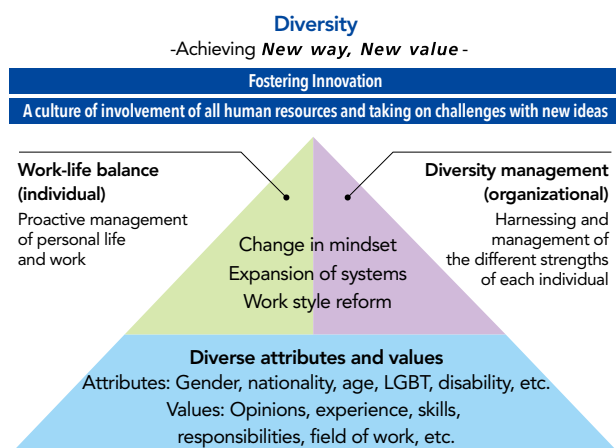 Diversity
-Achieving New way, New value -
Fostering Innovation
A culture of involvement of all human resources and taking on challenges with new ideas
Work-life balance
(individual)
Proactive management
of personal life
and work
Diversity management
(organizational)
Harnessing and
management of
the different strengths
of each individual
Change in mindset
Expansion of systems
Work style reform
Diverse attributes and values
Attributes: Gender, nationality, age, LGBT, disability, etc.
Values: Opinions, experience, skills,
responsibilities, field of work, etc.